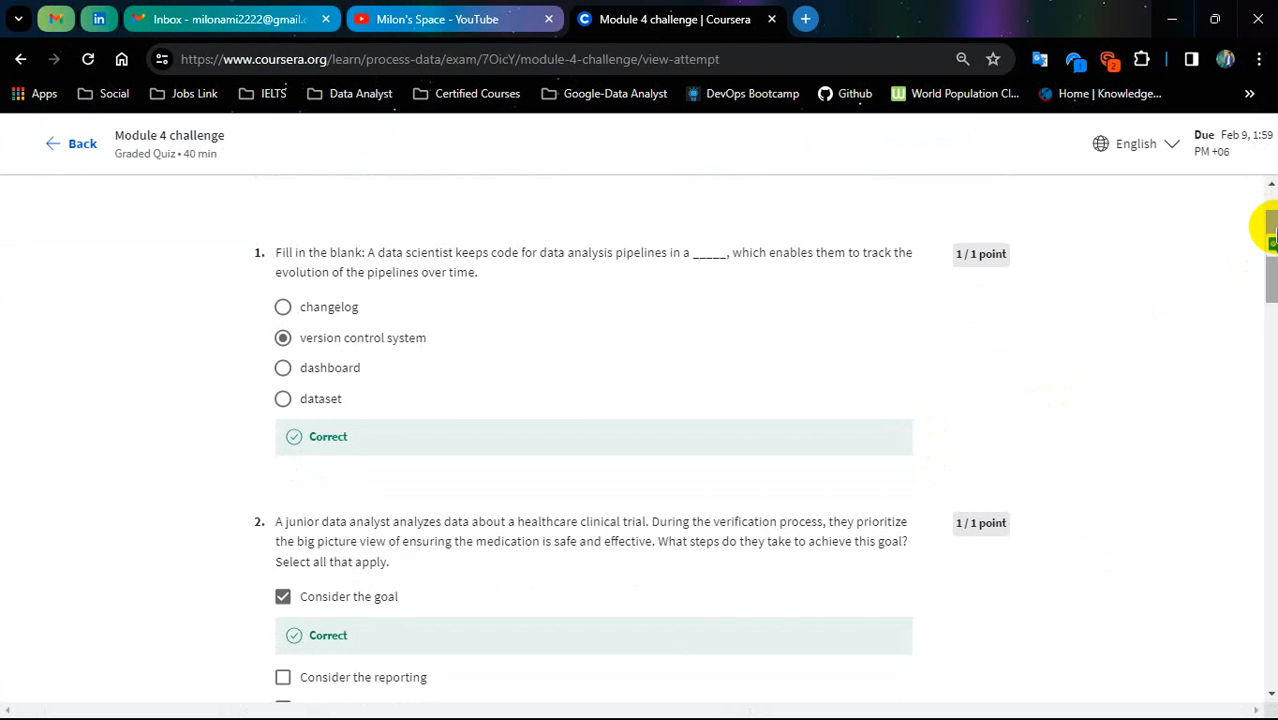 Inbox - milonami2222@gmail.c
Milon's Space - YouTube
Module 4 challenge | Coursera
https://www.coursera.org/learn/process-data/exam/7OicY/module-4-challenge/view-attempt
1
2
Apps
Social
Jobs Link
IELTS
Data Analyst
Certified Courses
Google-Data Analyst
DevOps Bootcamp
Github
World Population Cl...
Home | Knowledge...
Back
Module 4 challenge
Graded Quiz • 40 min
English
Due Feb 9, 1:59
PM +06
1. Fill in the blank: A data scientist keeps code for data analysis pipelines in a _____, which enables them to track the
evolution of the pipelines over time.
1 / 1 point
changelog
version control system
dashboard
dataset
Correct
2. A junior data analyst analyzes data about a healthcare clinical trial. During the verification process, they prioritize
the big picture view of ensuring the medication is safe and effective. What steps do they take to achieve this goal?
Select all that apply.
1 / 1 point
Consider the goal
Correct
Consider the reporting